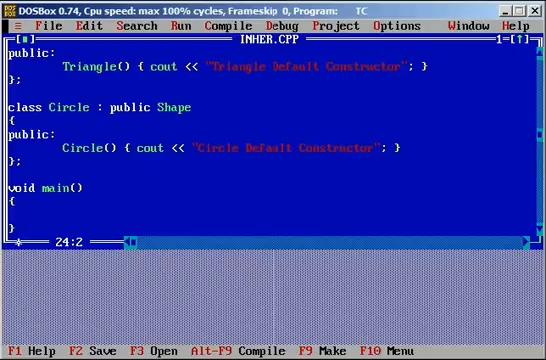 DOSBox 0.74, Cpu speed: max 100% cycles, Frameskip 0, Program: TC
≡ File Edit Search Run Compile Debug Project Options Window Help
[■] INHER.CPP 1=[↑]
public:
Triangle() { cout << "Triangle Default Constructor"; }
};
class Circle : public Shape
{
public:
Circle() { cout << "Circle Default Constructor"; }
};
void main()
{
}
* 24:2
F1 Help F2 Save F3 Open Alt-F9 Compile F9 Make F10 Menu